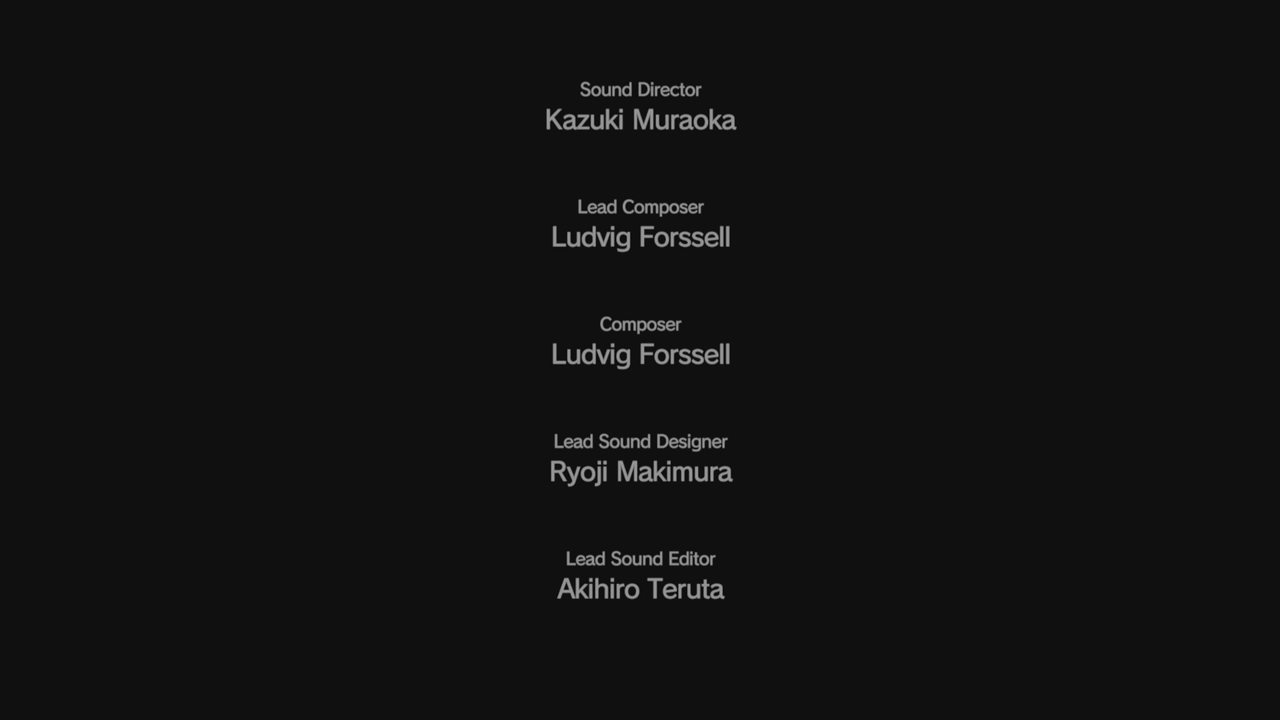 Sound Director
Kazuki Muraoka
Lead Composer
Ludvig Forssell
Composer
Ludvig Forssell
Lead Sound Designer
Ryoji Makimura
Lead Sound Editor
Akihiro Teruta